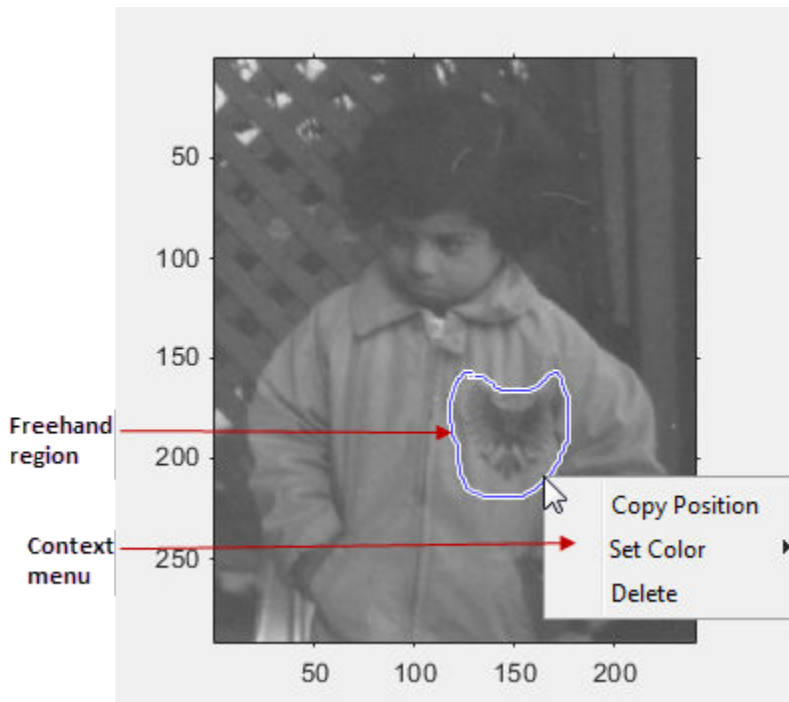 50
100
150
Freehand
region
200
Copy Position
Context
menu
Set Color
250
Delete
50 100 150 200